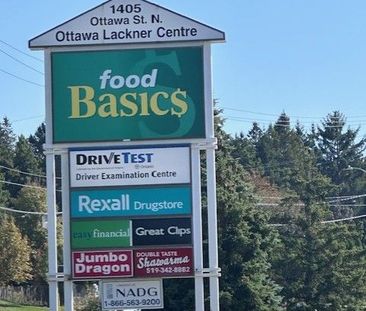 1405
Ottawa St. N.
Ottawa Lackner Centre
food
Basic$
DRIVETEST
Driver Examination Centre
Rexall Drugstore
easyfinancial Great Clips
Jumbo Dragon
DOUBLE TASTE
Shawarma
519-342-8882
NADG
1-866-563-9200